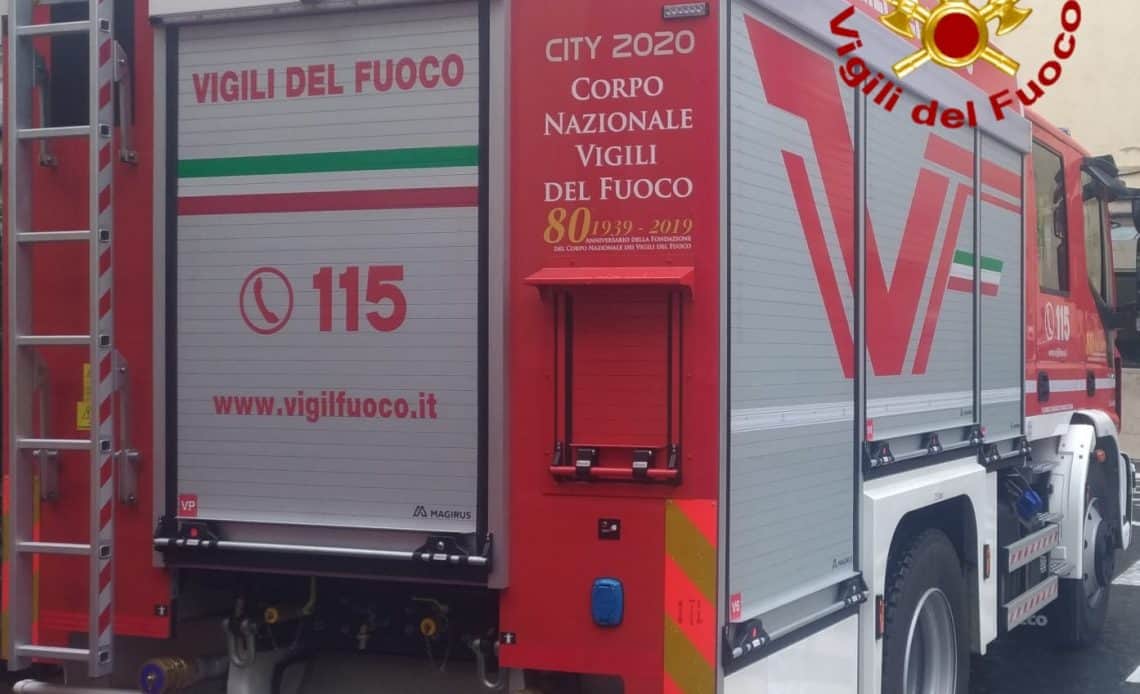 VIGILI DEL FUOCO
115
www.vigilfuoco.it
VP
MAGIRUS
CITY 2020
CORPO
NAZIONALE
VIGILI
DEL FUOCO
80 1939 - 2019
ANNIVERSARIO DELLA FONDAZIONE
DEL CORPO NAZIONALE DEI VIGILI DEL FUOCO
VF
MAGIRUS
115
Vigili del Fuoco